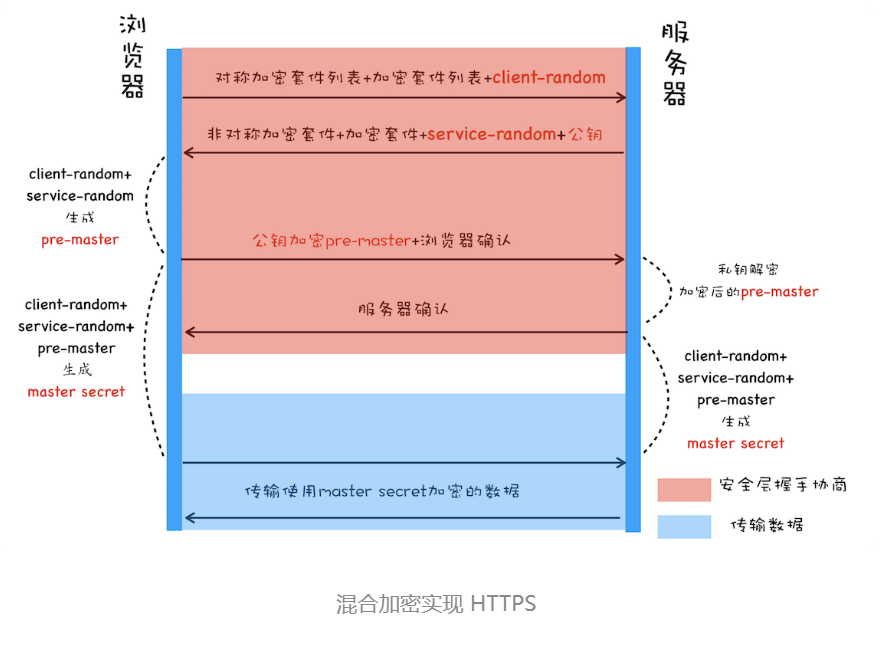 浏览器
服务器
对称加密套件列表+加密套件列表+client-random
非对称加密套件+加密套件+service-random+公钥
client-random+
service-random
生成
pre-master
公钥加密pre-master+浏览器确认
私钥解密
加密后的pre-master
服务器确认
client-random+
service-random+
pre-master
生成
master secret
client-random+
service-random+
pre-master
生成
master secret
传输使用master secret加密的数据
安全层握手协商
传输数据
混合加密实现 HTTPS